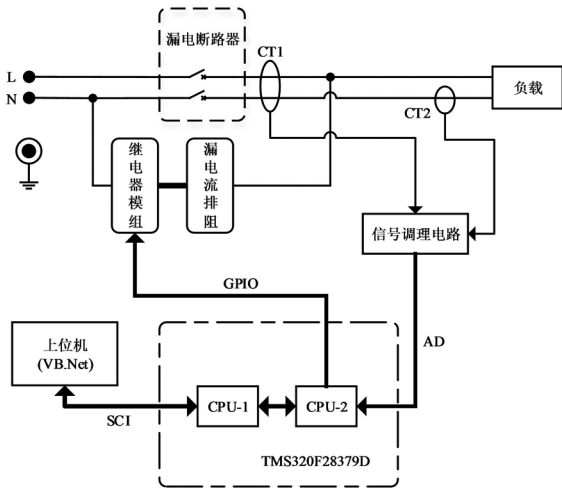 漏电断路器
CT1
L
N
负载
CT2
继电器模组
漏电流排阻
信号调理电路
GPIO
AD
上位机
(VB.Net)
CPU-1
CPU-2
SCI
TMS320F28379D